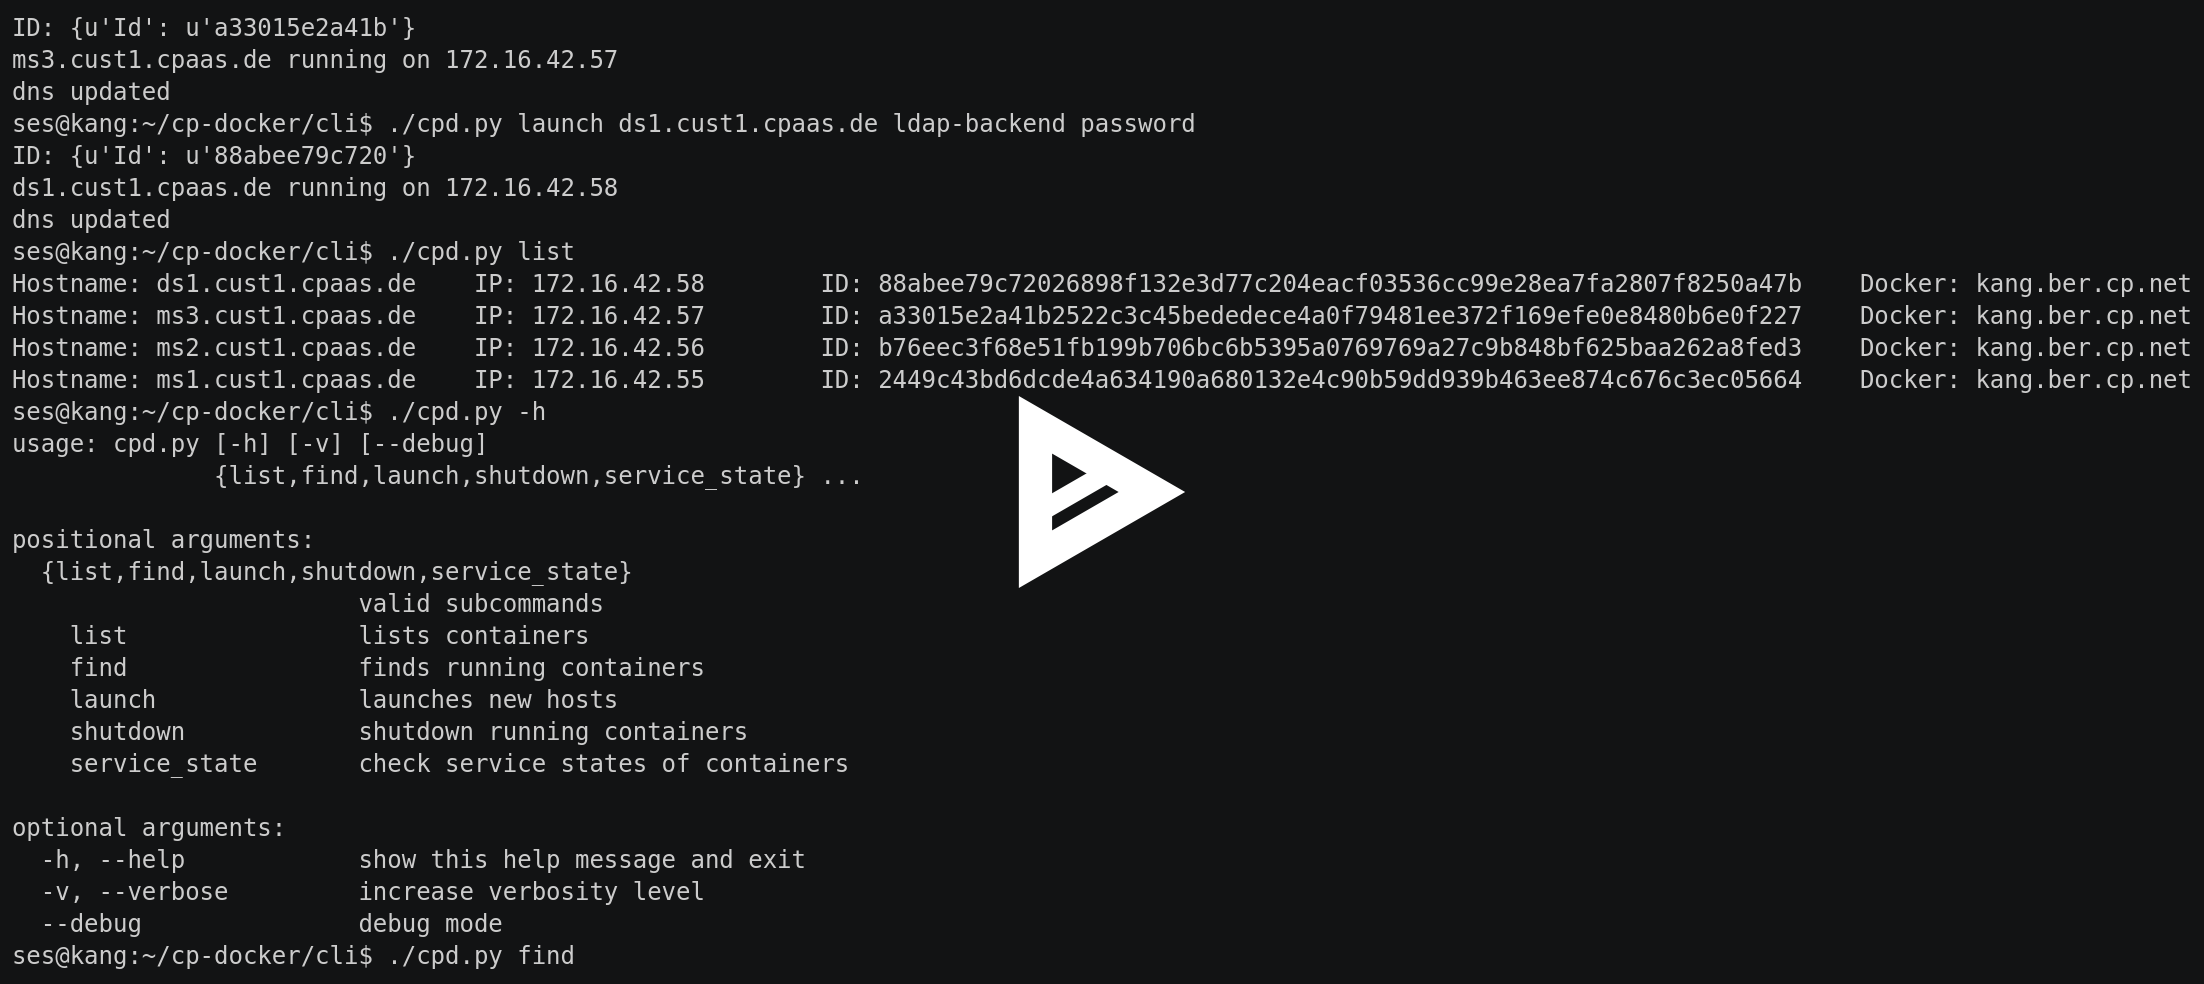 ID: {u'Id': u'a33015e2a41b'}
ms3.cust1.cpaas.de running on 172.16.42.57
dns updated
ses@kang:~/cp-docker/cli$ ./cpd.py launch ds1.cust1.cpaas.de ldap-backend password
ID: {u'Id': u'88abee79c720'}
ds1.cust1.cpaas.de running on 172.16.42.58
dns updated
ses@kang:~/cp-docker/cli$ ./cpd.py list
Hostname: ds1.cust1.cpaas.de    IP: 172.16.42.58        ID: 88abee79c72026898f132e3d77c204eacf03536cc99e28ea7fa2807f8250a47b    Docker: kang.ber.cp.net
Hostname: ms3.cust1.cpaas.de    IP: 172.16.42.57        ID: a33015e2a41b2522c3c45bededece4a0f79481ee372f169efe0e8480b6e0f227    Docker: kang.ber.cp.net
Hostname: ms2.cust1.cpaas.de    IP: 172.16.42.56        ID: b76eec3f68e51fb199b706bc6b5395a0769769a27c9b848bf625baa262a8fed3    Docker: kang.ber.cp.net
Hostname: ms1.cust1.cpaas.de    IP: 172.16.42.55        ID: 2449c43bd6dcde4a634190a680132e4c90b59dd939b463ee874c676c3ec05664    Docker: kang.ber.cp.net
ses@kang:~/cp-docker/cli$ ./cpd.py -h
usage: cpd.py [-h] [-v] [--debug]
              {list,find,launch,shutdown,service_state} ...

positional arguments:
  {list,find,launch,shutdown,service_state}
                        valid subcommands
    list                lists containers
    find                finds running containers
    launch              launches new hosts
    shutdown            shutdown running containers
    service_state       check service states of containers

optional arguments:
  -h, --help            show this help message and exit
  -v, --verbose         increase verbosity level
  --debug               debug mode
ses@kang:~/cp-docker/cli$ ./cpd.py find